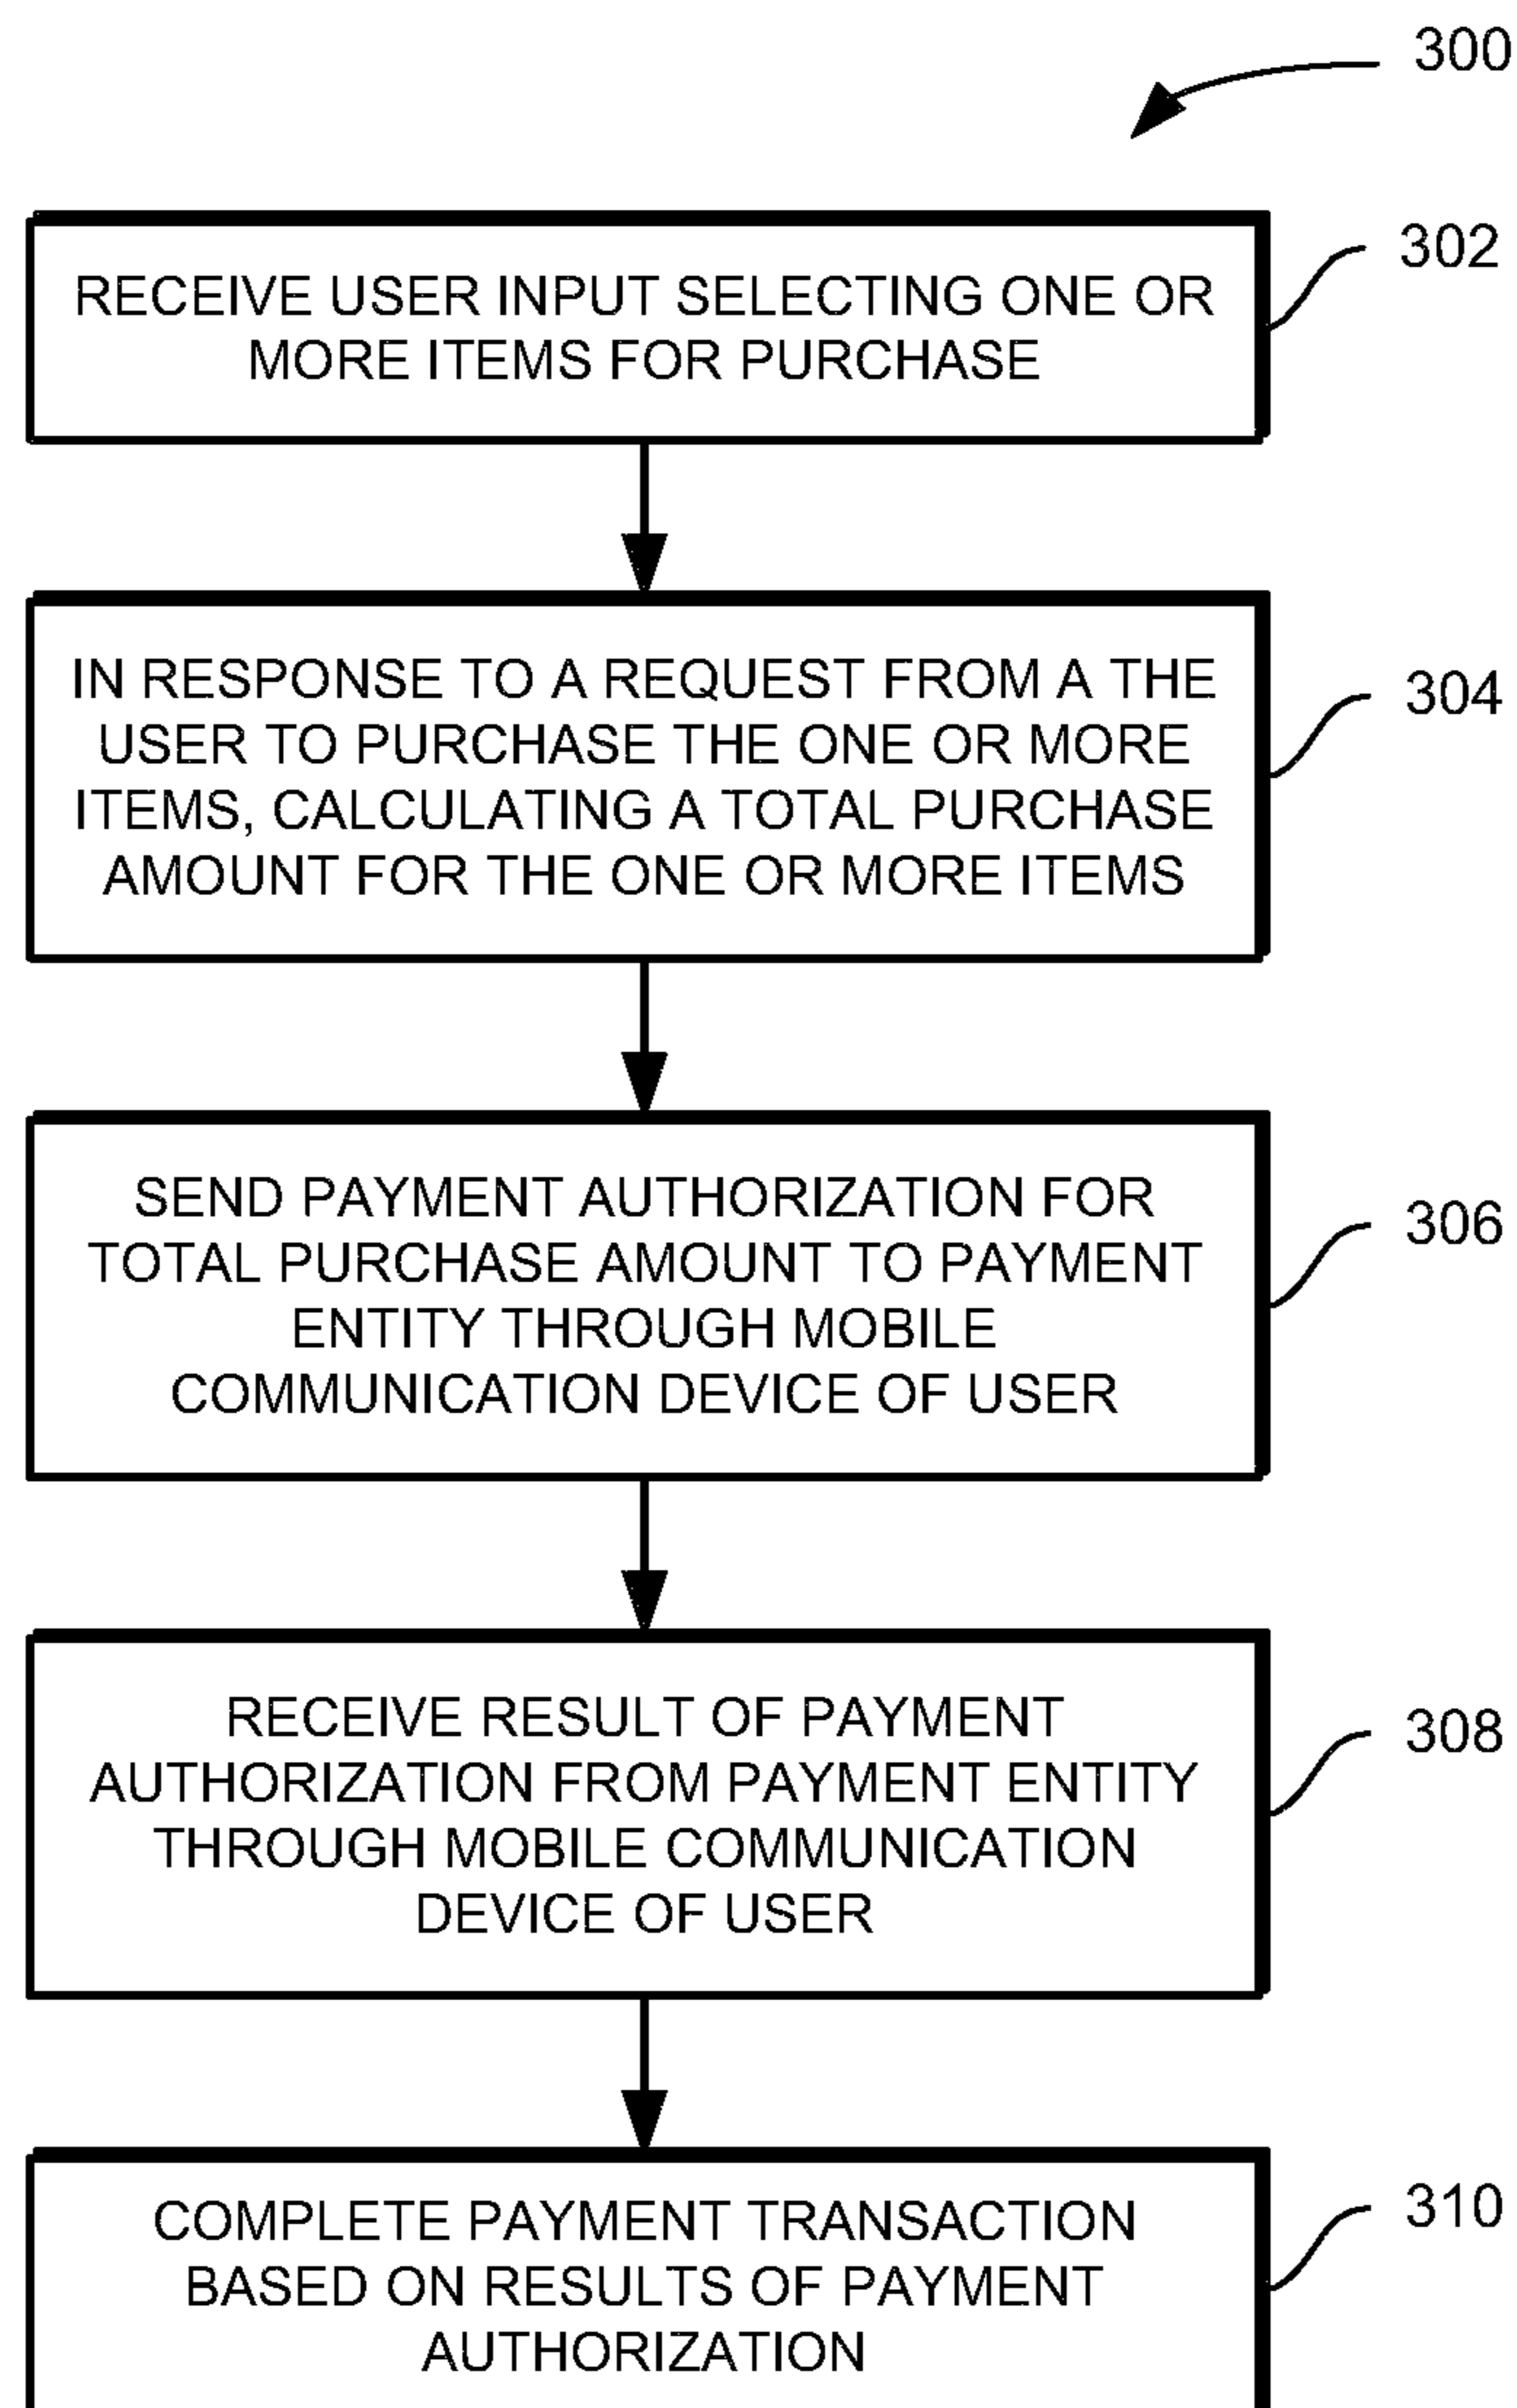 300
302
RECEIVE USER INPUT SELECTING ONE OR
MORE ITEMS FOR PURCHASE
304
IN RESPONSE TO A REQUEST FROM A THE
USER TO PURCHASE THE ONE OR MORE
ITEMS, CALCULATING A TOTAL PURCHASE
AMOUNT FOR THE ONE OR MORE ITEMS
306
SEND PAYMENT AUTHORIZATION FOR
TOTAL PURCHASE AMOUNT TO PAYMENT
ENTITY THROUGH MOBILE
COMMUNICATION DEVICE OF USER
308
RECEIVE RESULT OF PAYMENT
AUTHORIZATION FROM PAYMENT ENTITY
THROUGH MOBILE COMMUNICATION
DEVICE OF USER
310
COMPLETE PAYMENT TRANSACTION
BASED ON RESULTS OF PAYMENT
AUTHORIZATION